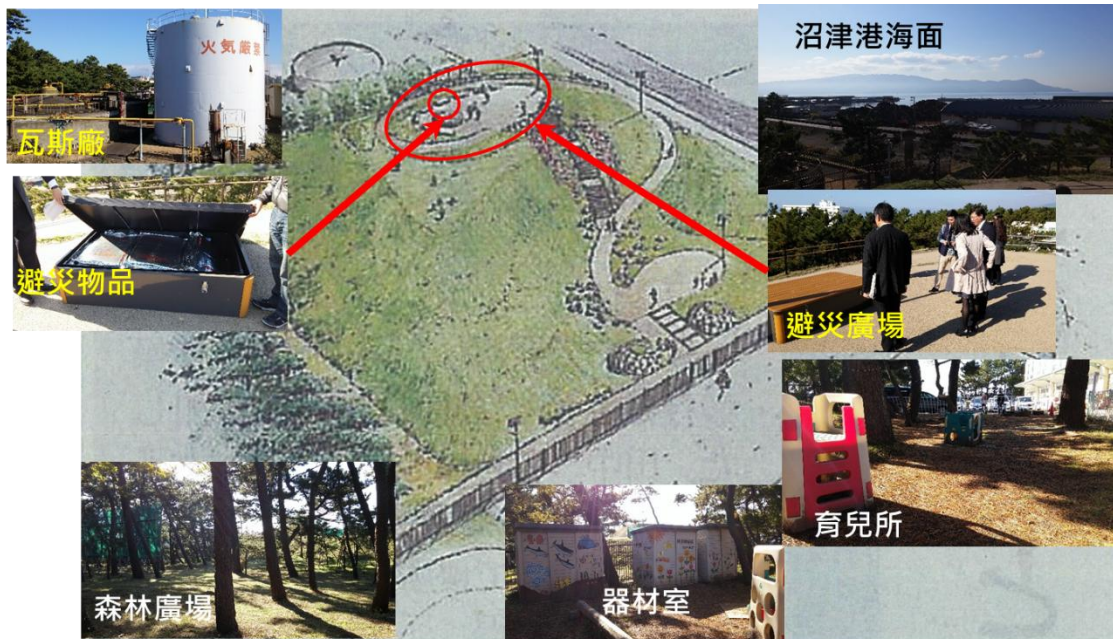 火気厳禁
瓦斯廠
沼津港海面
避災物品
避災廣場
育兒所
森林廣場
器材室